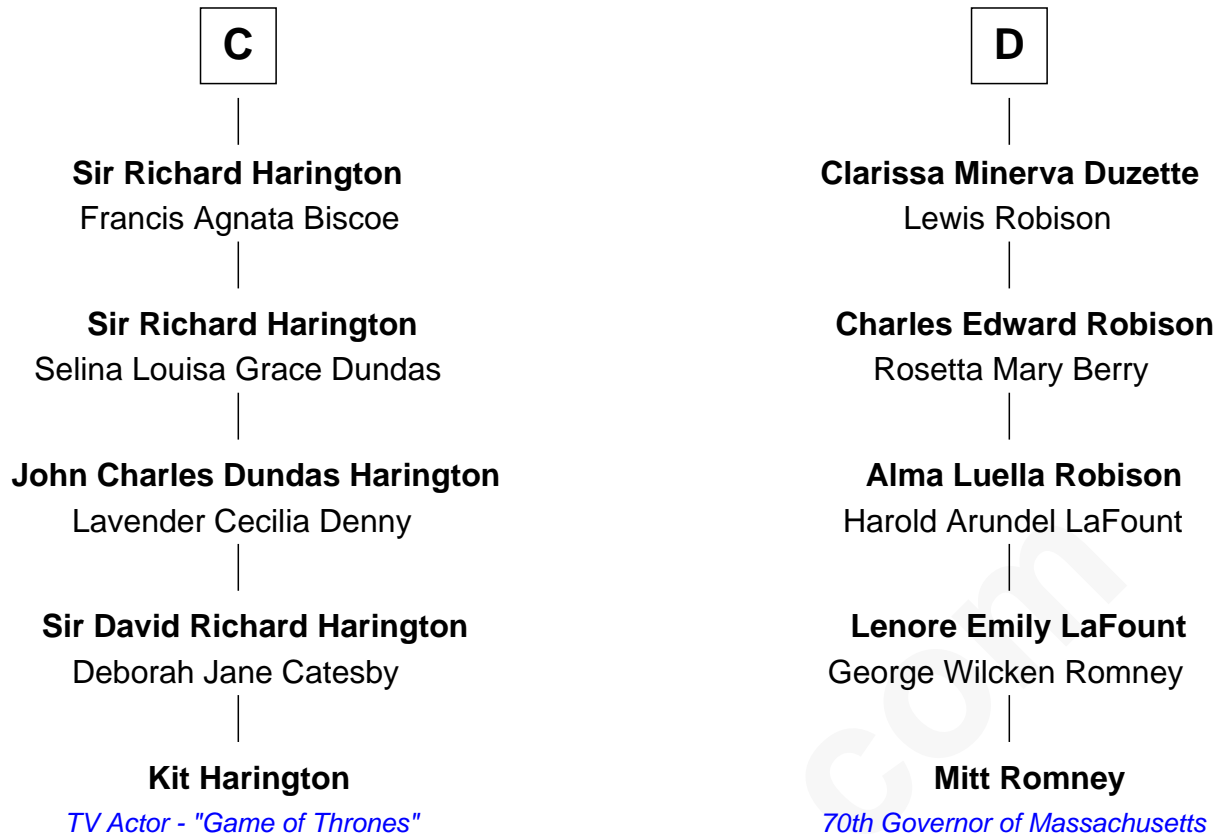 C
Sir Richard Harington
Francis Agnata Biscoe
Sir Richard Harington
Selina Louisa Grace Dundas
John Charles Dundas Harington
Lavender Cecilia Denny
Sir David Richard Harington
Deborah Jane Catesby
Kit Harington
TV Actor - "Game of Thrones"
D
Clarissa Minerva Duzette
Lewis Robison
Charles Edward Robison
Rosetta Mary Berry
Alma Luella Robison
Harold Arundel LaFount
Lenore Emily LaFount
George Wilcken Romney
Mitt Romney
70th Governor of Massachusetts
com